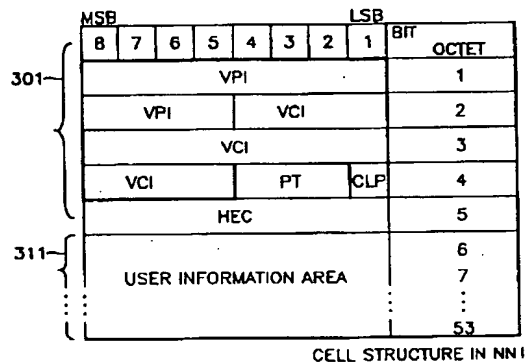 MSB LSB BIT
8 7 6 5 4 3 2 1 OCTET
301 VPI 1
VPI VCI 2
VCI 3
VCI PT CLP 4
HEC 5
311 6
USER INFORMATION AREA 7
53
CELL STRUCTURE IN NNI